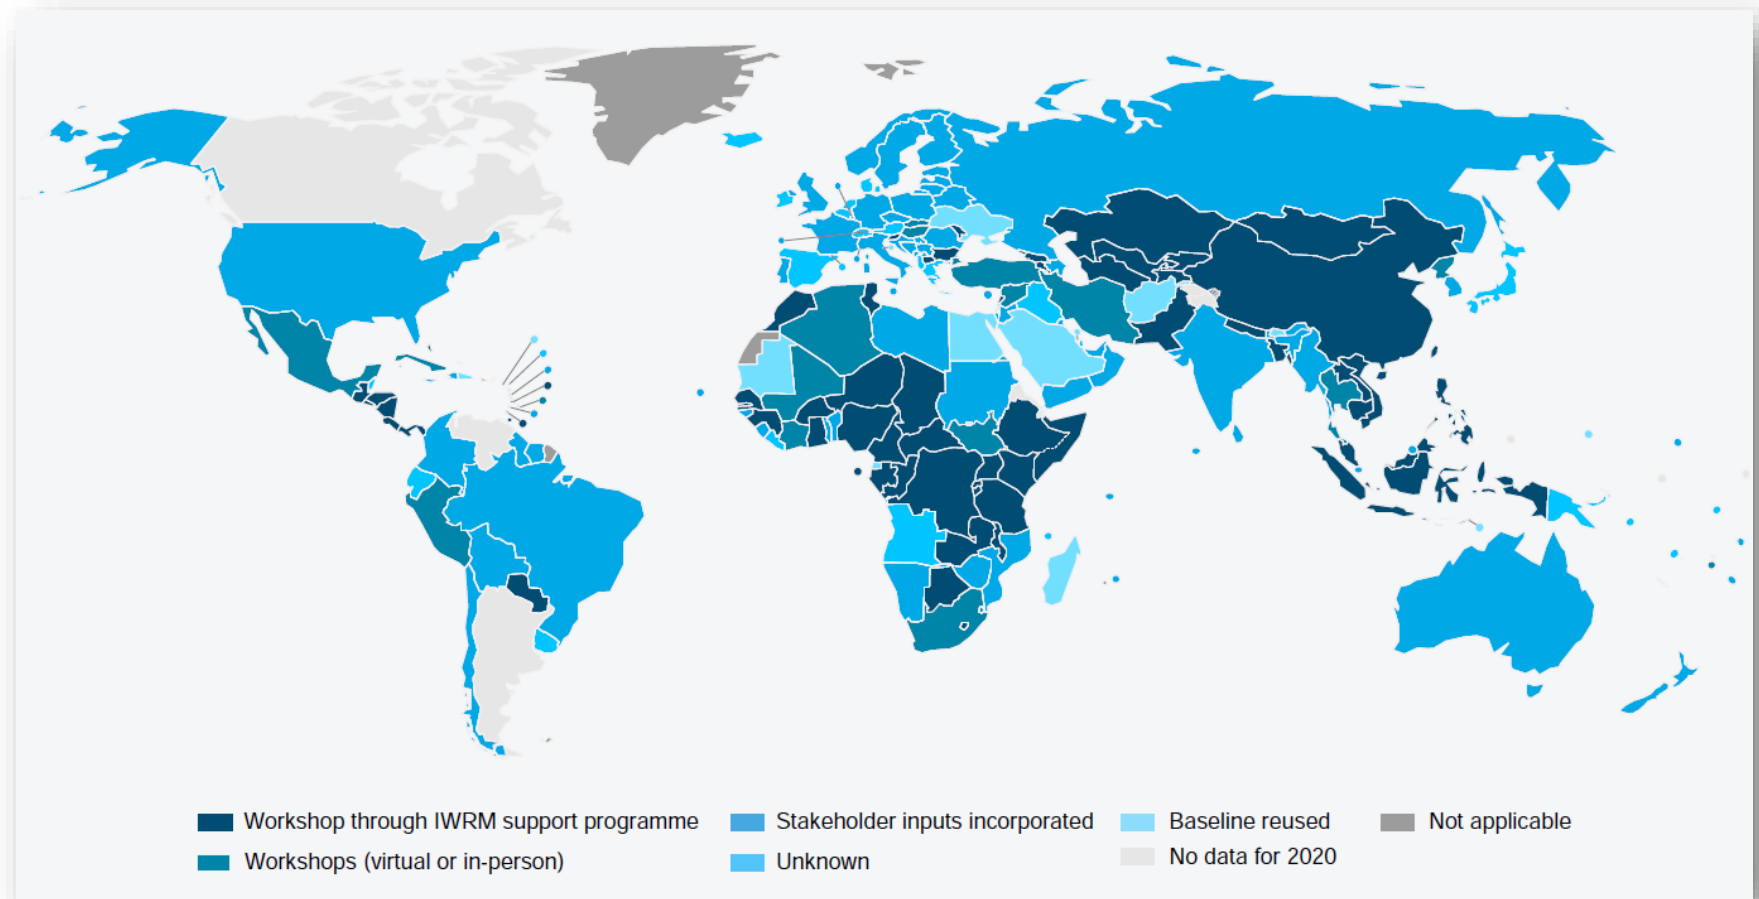 Workshop through IWRM support programme
Workshops (virtual or in-person)
Stakeholder inputs incorporated
Unknown
Baseline reused
No data for 2020
Not applicable